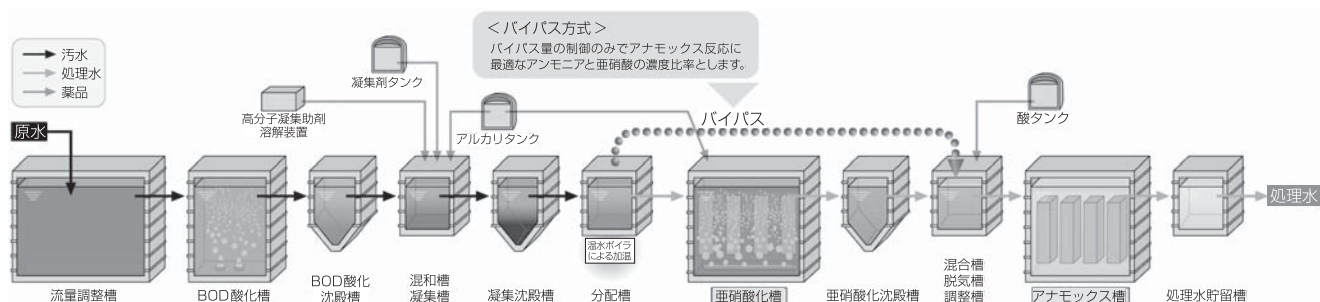 ＜バイパス方式＞
バイパス量の制御のみでアナモックス反応に
最適なアンモニアと亜硝酸の濃度比率とします。
汚水
処理水
薬品
凝集剤タンク
高分子凝集助剤
溶解装置
アルカリタンク
バイパス
酸タンク
原水
処理水
温水ボイラ
による加温
流量調整槽
BOD酸化槽
BOD酸化
沈殿槽
混和槽
凝集槽
凝集沈殿槽
分配槽
亜硝酸化槽
亜硝酸化沈殿槽
混合槽
脱気槽
調整槽
アナモックス槽
処理水貯留槽